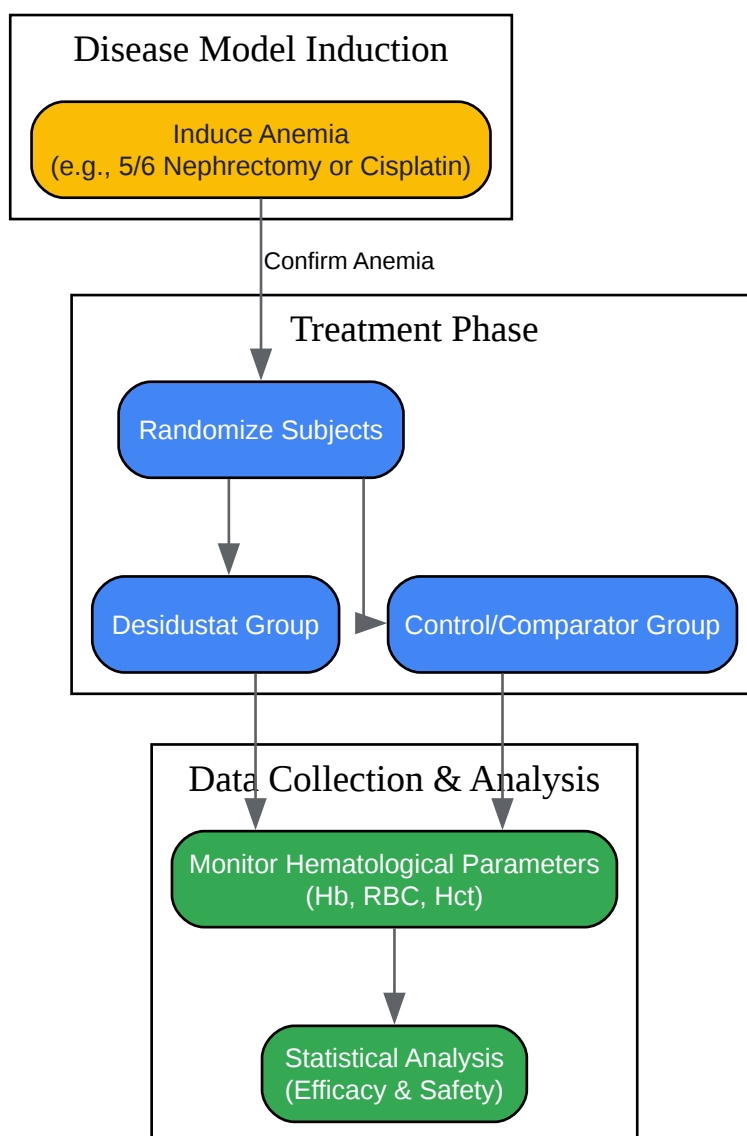 Disease Model Induction
Induce Anemia
(e.g., 5/6 Nephrectomy or Cisplatin)
Confirm Anemia
Treatment Phase
Randomize Subjects
Desidustat Group
Control/Comparator Group
Data Collection & Analysis
Monitor Hematological Parameters
(Hb, RBC, Hct)
Statistical Analysis
(Efficacy & Safety)